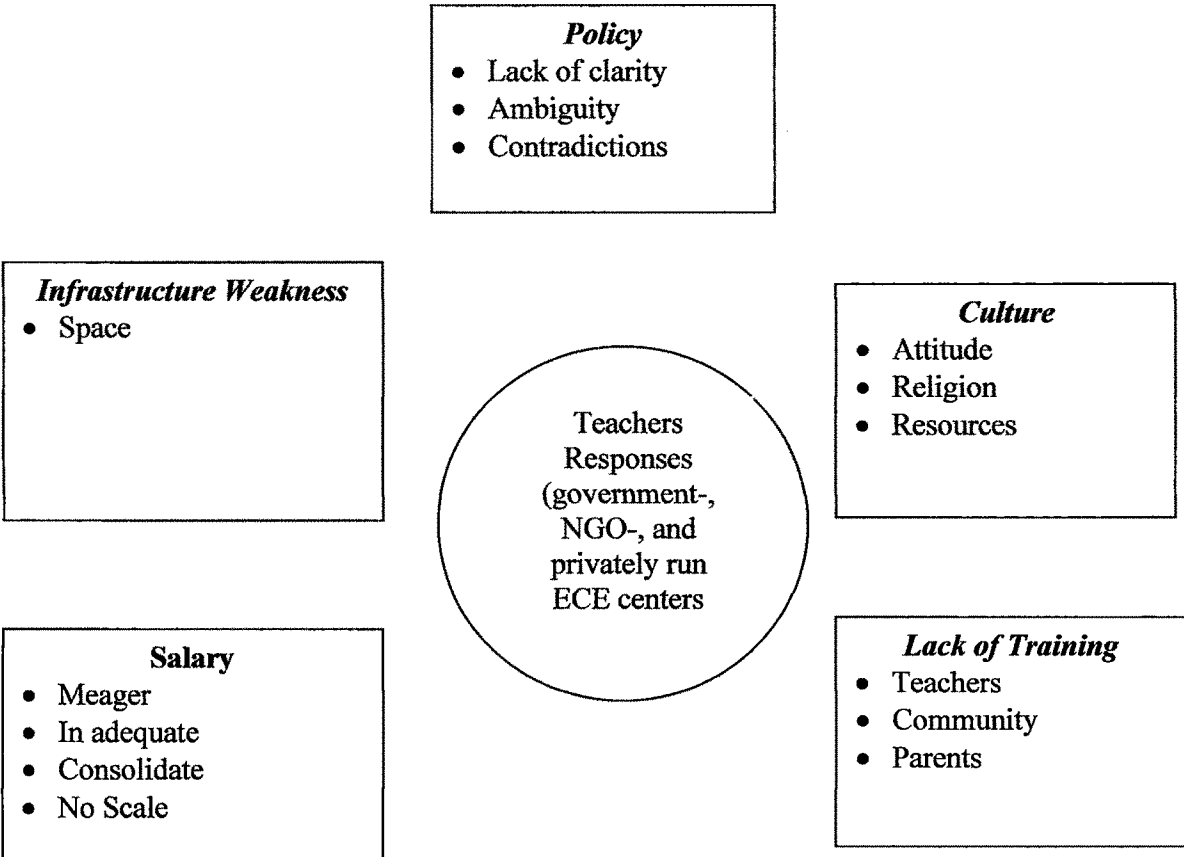 Policy
• Lack of clarity
• Ambiguity
• Contradictions
Infrastructure Weakness
• Space
Culture
• Attitude
• Religion
• Resources
Teachers
Responses
(government-,
NGO-, and
privately run
ECE centers
Salary
• Meager
• In adequate
• Consolidate
• No Scale
Lack of Training
• Teachers
• Community
• Parents